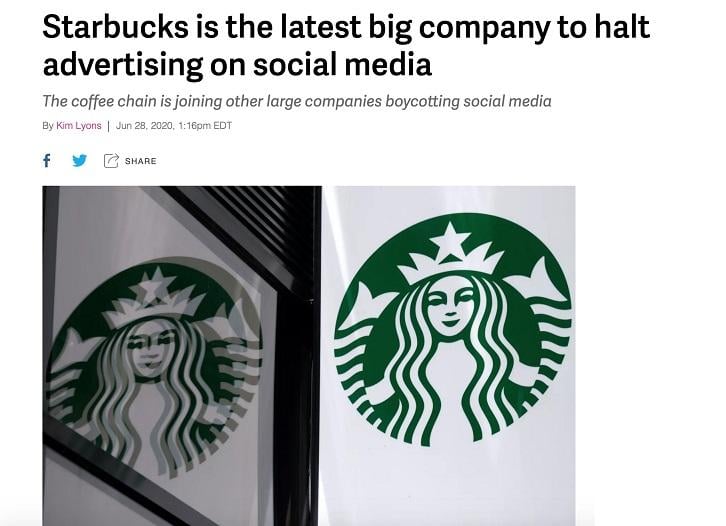 Starbucks is the latest big company to halt
advertising on social media
The coffee chain is joining other large companies boycotting social media
By Kim Lyons | Jun 28, 2020, 1:16pm EDT
SHARE